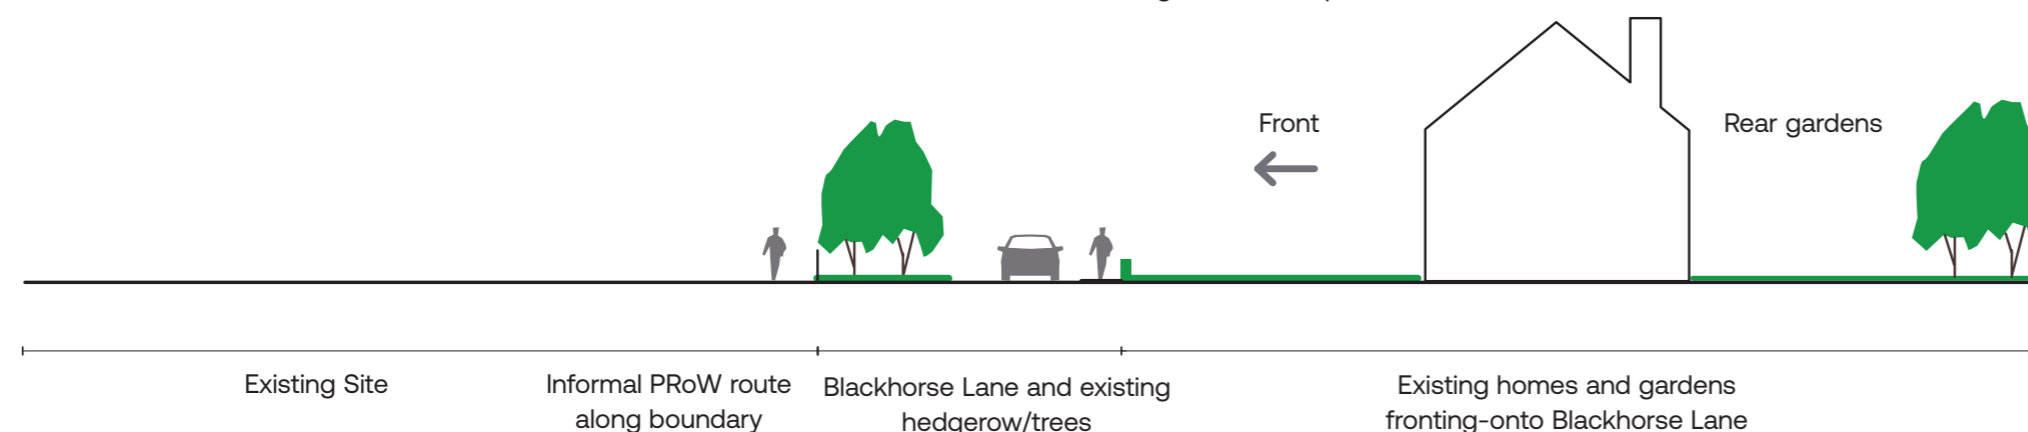 Front
Rear gardens
Existing Site
Informal PRoW route
along boundary
Blackhorse Lane and existing
hedgerow/trees
Existing homes and gardens
fronting-onto Blackhorse Lane